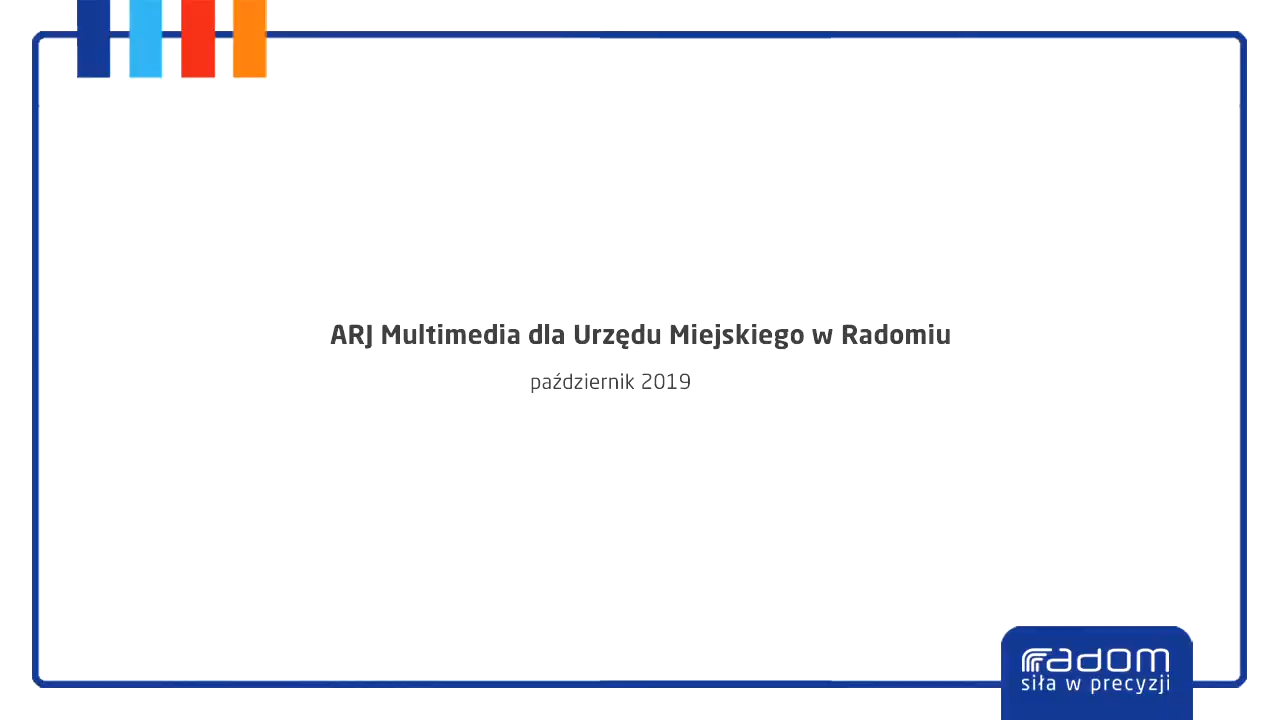 ARJ Multimedia dla Urzędu Miejskiego w Radomiu
październik 2019
radom
siła w precyzji